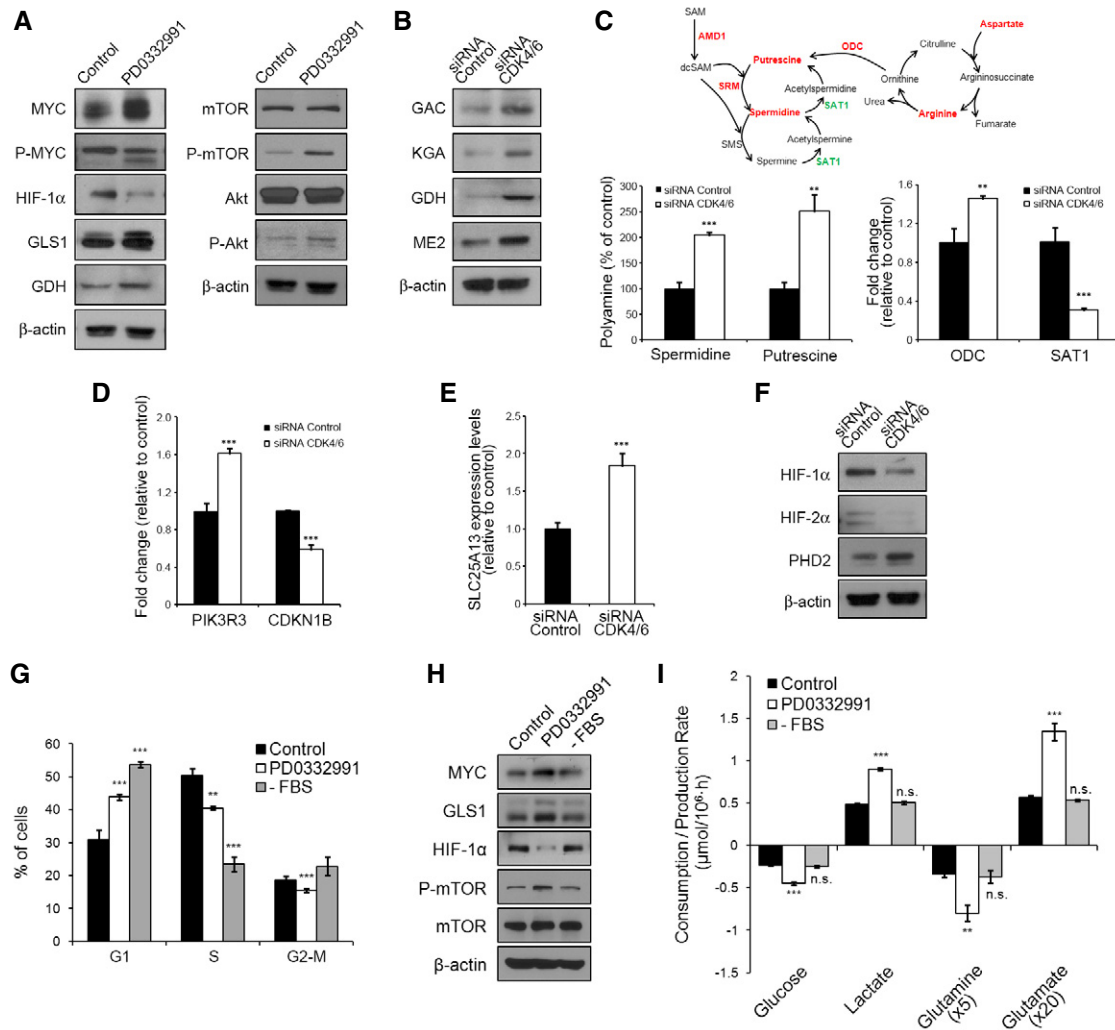 A
Control
PD0332991
MYC
P-MYC
HIF-1α
GLS1
GDH
β-actin
Control
PD0332991
mTOR
P-mTOR
Akt
P-Akt
β-actin
B
siRNA Control
siRNA CDK4/6
GAC
KGA
GDH
ME2
β-actin
C
SAM
AMD1
dcSAM
SRM
SMS
Putrescine
Spermidine
Spermine
Acetylspermidine
SAT1
Acetylspermine
SAT1
ODC
Ornithine
Urea
Citrulline
Aspartate
Argininosuccinate
Arginine
Fumarate
Polyamine (% of control)
300
250
200
150
100
50
0
siRNA Control
siRNA CDK4/6
***
**
Spermidine
Putrescine
Fold change
(relative to control)
1.6
1.2
0.8
0.4
0
siRNA Control
siRNA CDK4/6
**
***
ODC
SAT1
D
Fold change (relative to control)
2.0
1.6
1.2
0.8
0.4
0
siRNA Control
siRNA CDK4/6
***
***
PIK3R3
CDKN1B
E
SLC25A13 expression levels
(relative to control)
2.5
2.0
1.5
1.0
0.5
0
***
siRNA
Control
siRNA
CDK4/6
F
siRNA Control
siRNA CDK4/6
HIF-1α
HIF-2α
PHD2
β-actin
G
% of cells
60
50
40
30
20
10
0
Control
PD0332991
- FBS
***
***
**
***
***
G1
S
G2-M
H
Control
PD0332991
- FBS
MYC
GLS1
HIF-1α
P-mTOR
mTOR
β-actin
I
Consumption / Production Rate
(μmol/10⁶·h)
2
1.5
1
0.5
0
-0.5
-1
-1.5
Control
PD0332991
- FBS
***
n.s.
***
n.s.
**
n.s.
***
n.s.
Glucose
Lactate
Glutamine
(x5)
Glutamate
(x20)